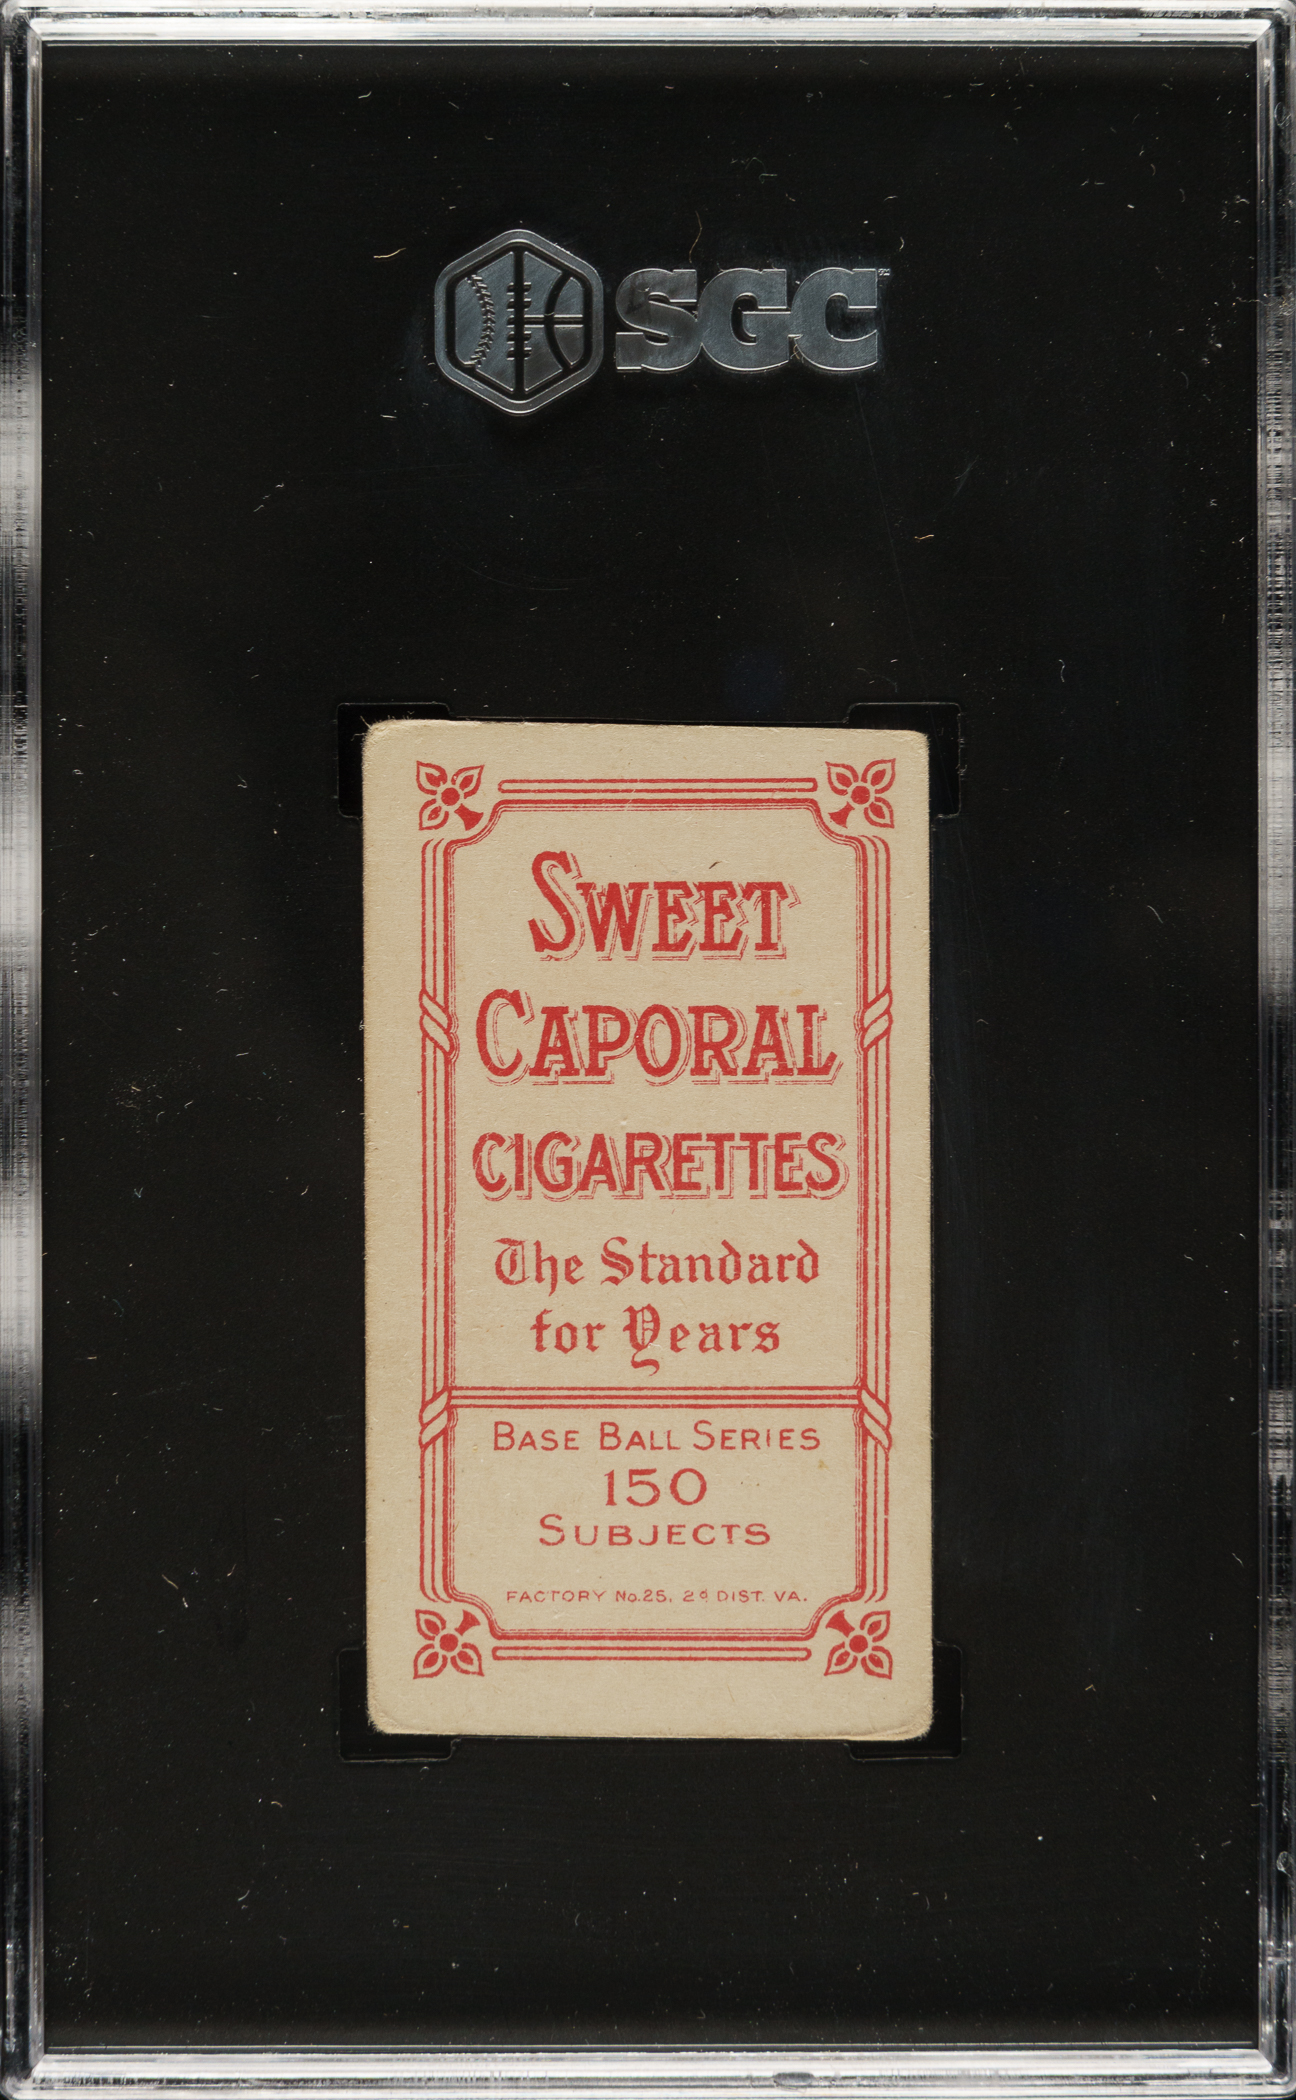 SGC
SWEET
CAPORAL
CIGARETTES
The Standard
for Years
BASE BALL SERIES
150
SUBJECTS
FACTORY No.25, 2d DIST. VA.